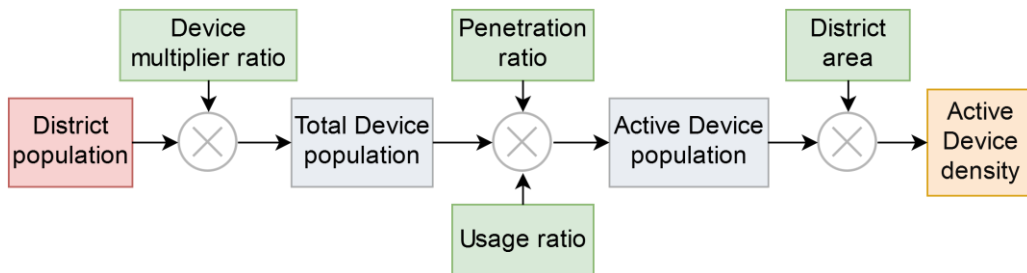 Device
multiplier ratio
Penetration
ratio
District
area
District
population
Total Device
population
Active Device
population
Active
Device
density
Usage ratio